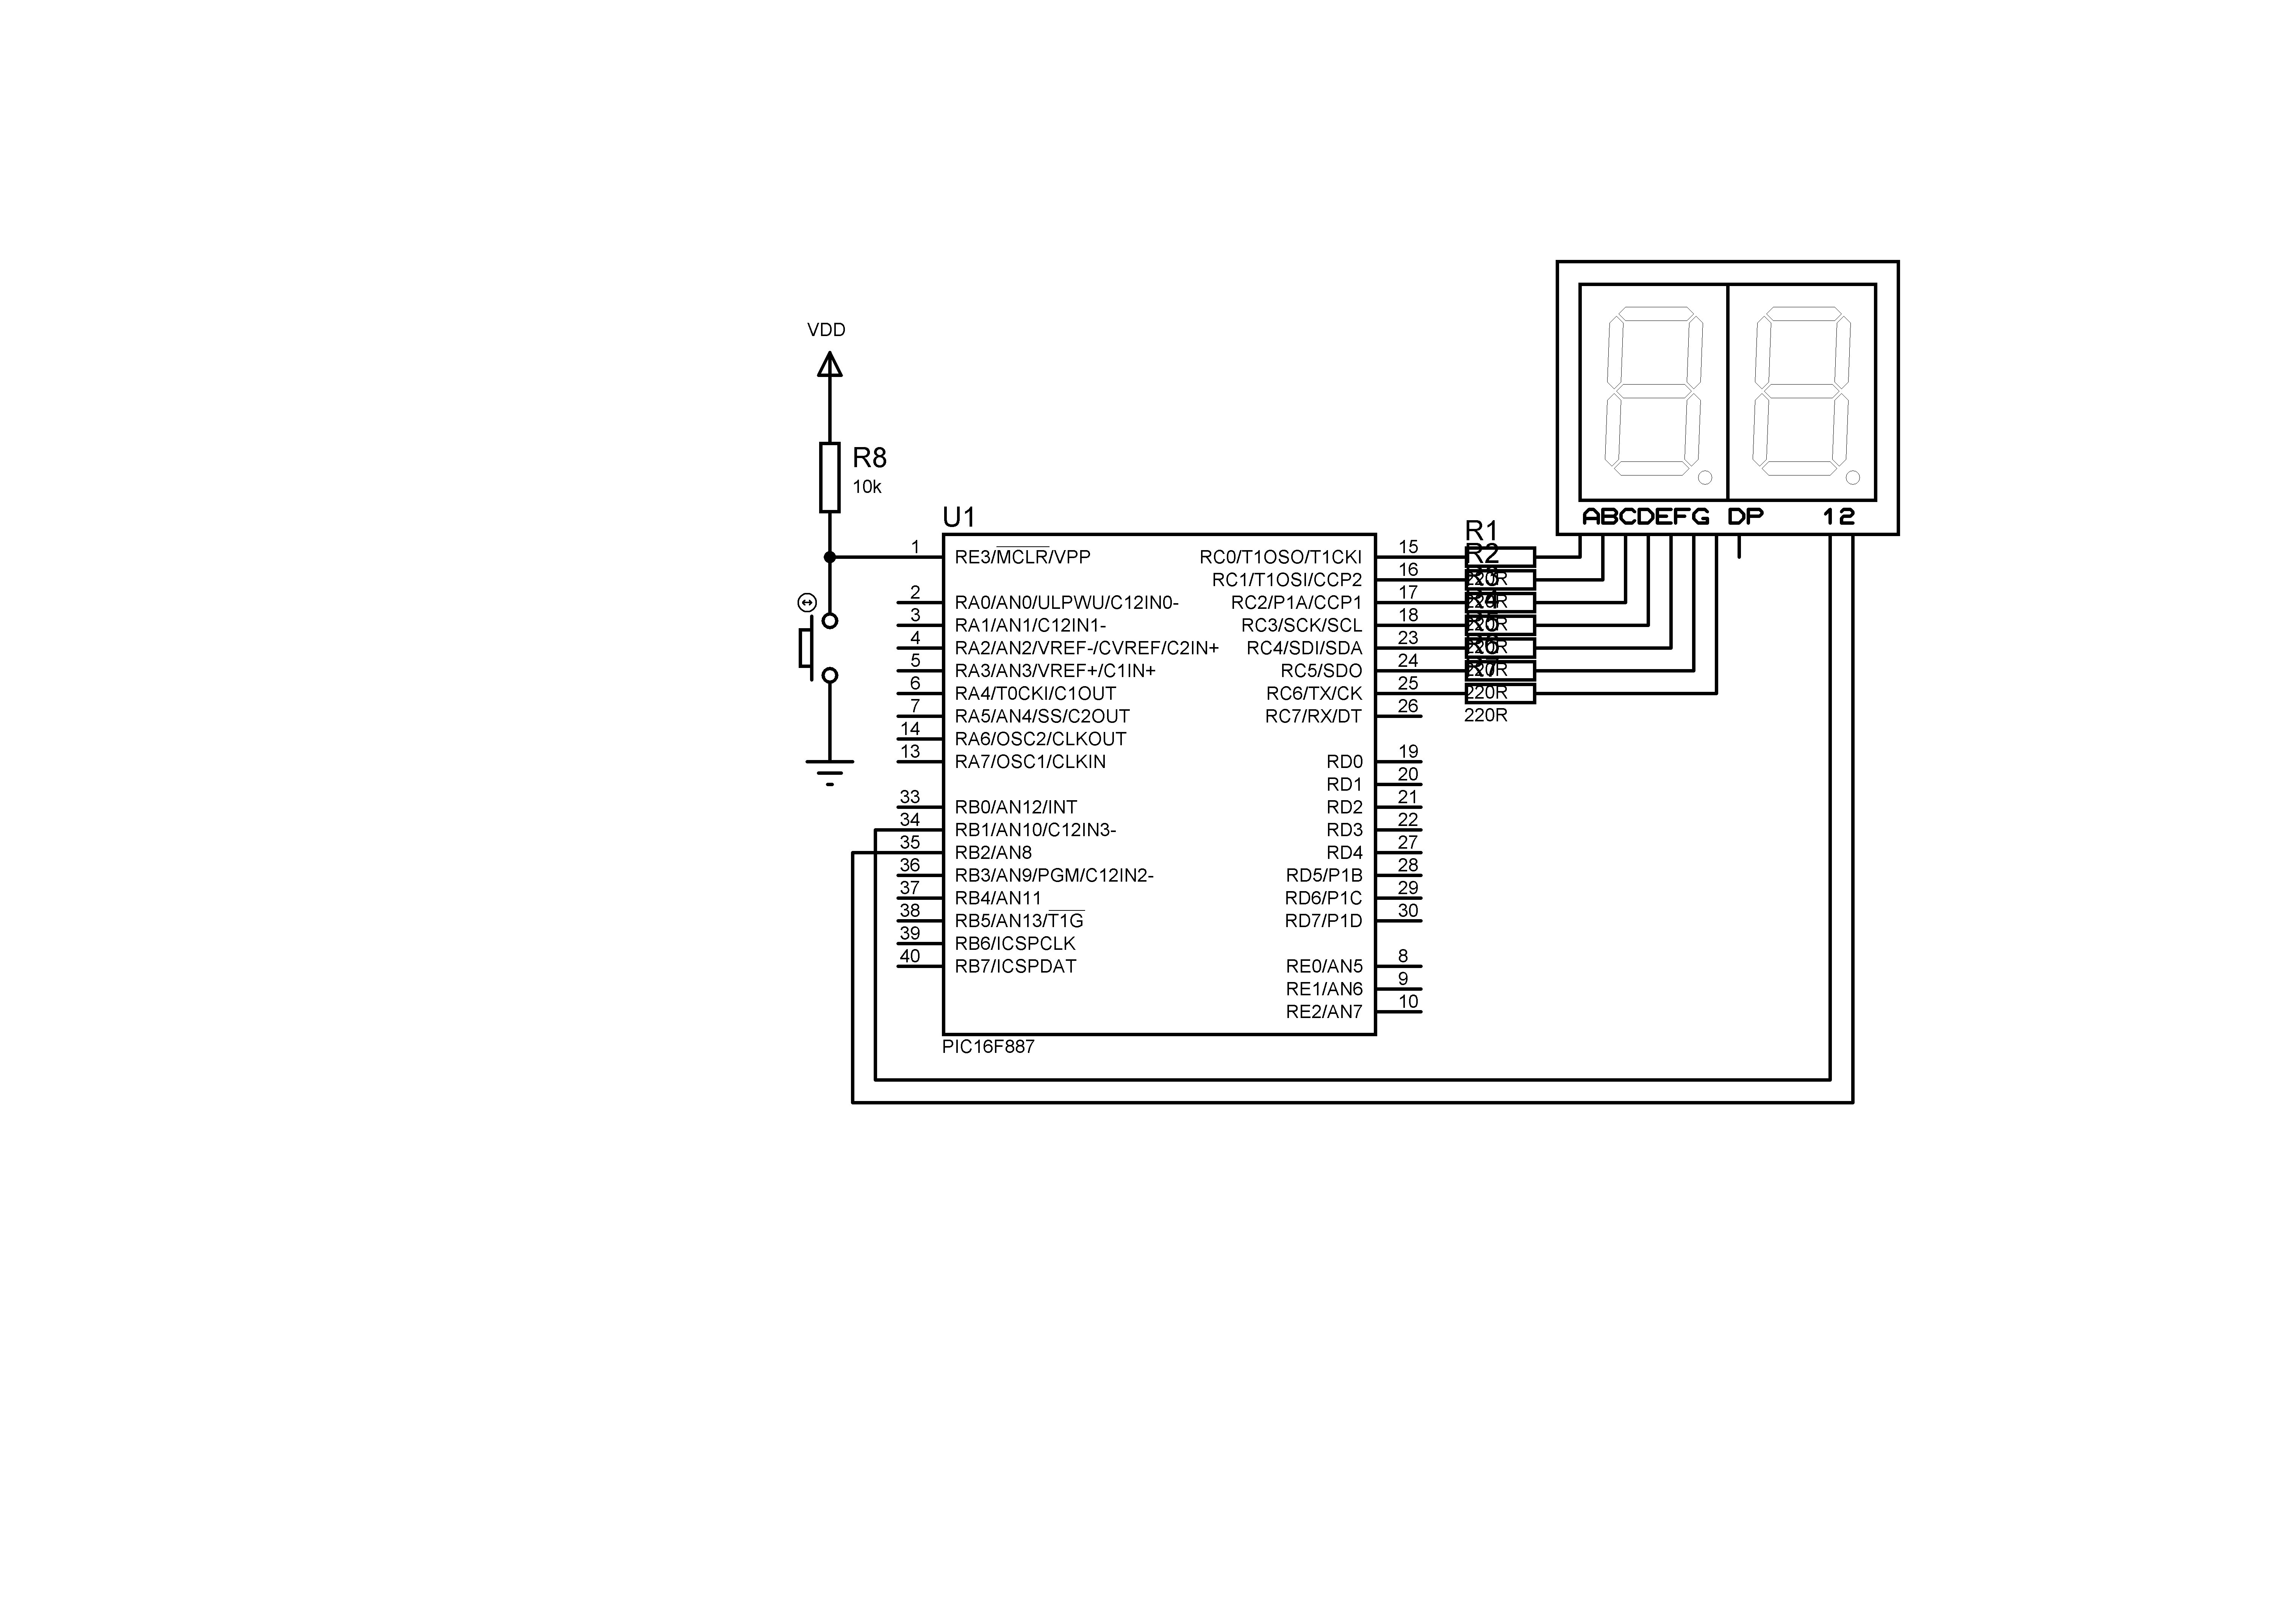 VDD
R8
10k
U1
1
RE3/MCLR/VPP
2
RA0/AN0/ULPWU/C12IN0-
3
RA1/AN1/C12IN1-
4
RA2/AN2/VREF-/CVREF/C2IN+
5
RA3/AN3/VREF+/C1IN+
6
RA4/T0CKI/C1OUT
7
RA5/AN4/SS/C2OUT
14
RA6/OSC2/CLKOUT
13
RA7/OSC1/CLKIN
33
RB0/AN12/INT
34
RB1/AN10/C12IN3-
35
RB2/AN8
36
RB3/AN9/PGM/C12IN2-
37
RB4/AN11
38
RB5/AN13/T1G
39
RB6/ICSPCLK
40
RB7/ICSPDAT
PIC16F887
RC0/T1OSO/T1CKI
15
RC1/T1OSI/CCP2
16
RC2/P1A/CCP1
17
RC3/SCK/SCL
18
RC4/SDI/SDA
23
RC5/SDO
24
RC6/TX/CK
25
RC7/RX/DT
26
RD0
19
RD1
20
RD2
21
RD3
22
RD4
27
RD5/P1B
28
RD6/P1C
29
RD7/P1D
30
RE0/AN5
8
RE1/AN6
9
RE2/AN7
10
R1
R2
220R
220R
ABCDEFG DP 12